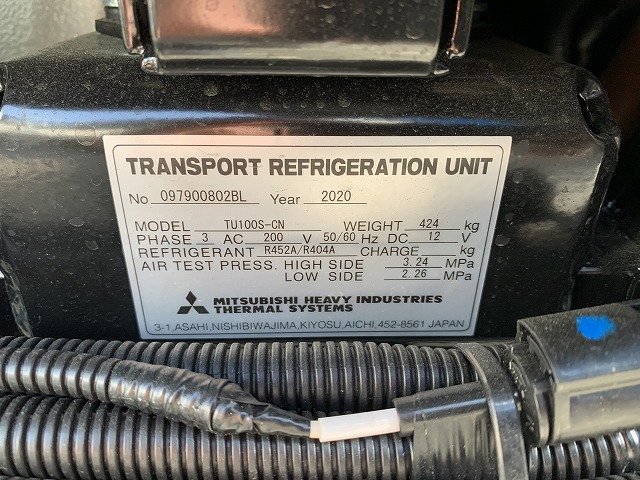 TRANSPORT REFRIGERATION UNIT
No 097900802BL Year 2020
MODEL TU100S-CN WEIGHT 424 kg
PHASE 3 AC 200 V 50/60 Hz DC 12 V
REFRIGERANT R452A/R404A CHARGE kg
AIR TEST PRESS. HIGH SIDE 3.24 MPa
LOW SIDE 2.26 MPa
MITSUBISHI HEAVY INDUSTRIES
THERMAL SYSTEMS
3-1,ASAHI,NISHIBIWAJIMA,KIYOSU,AICHI,452-8561 JAPAN